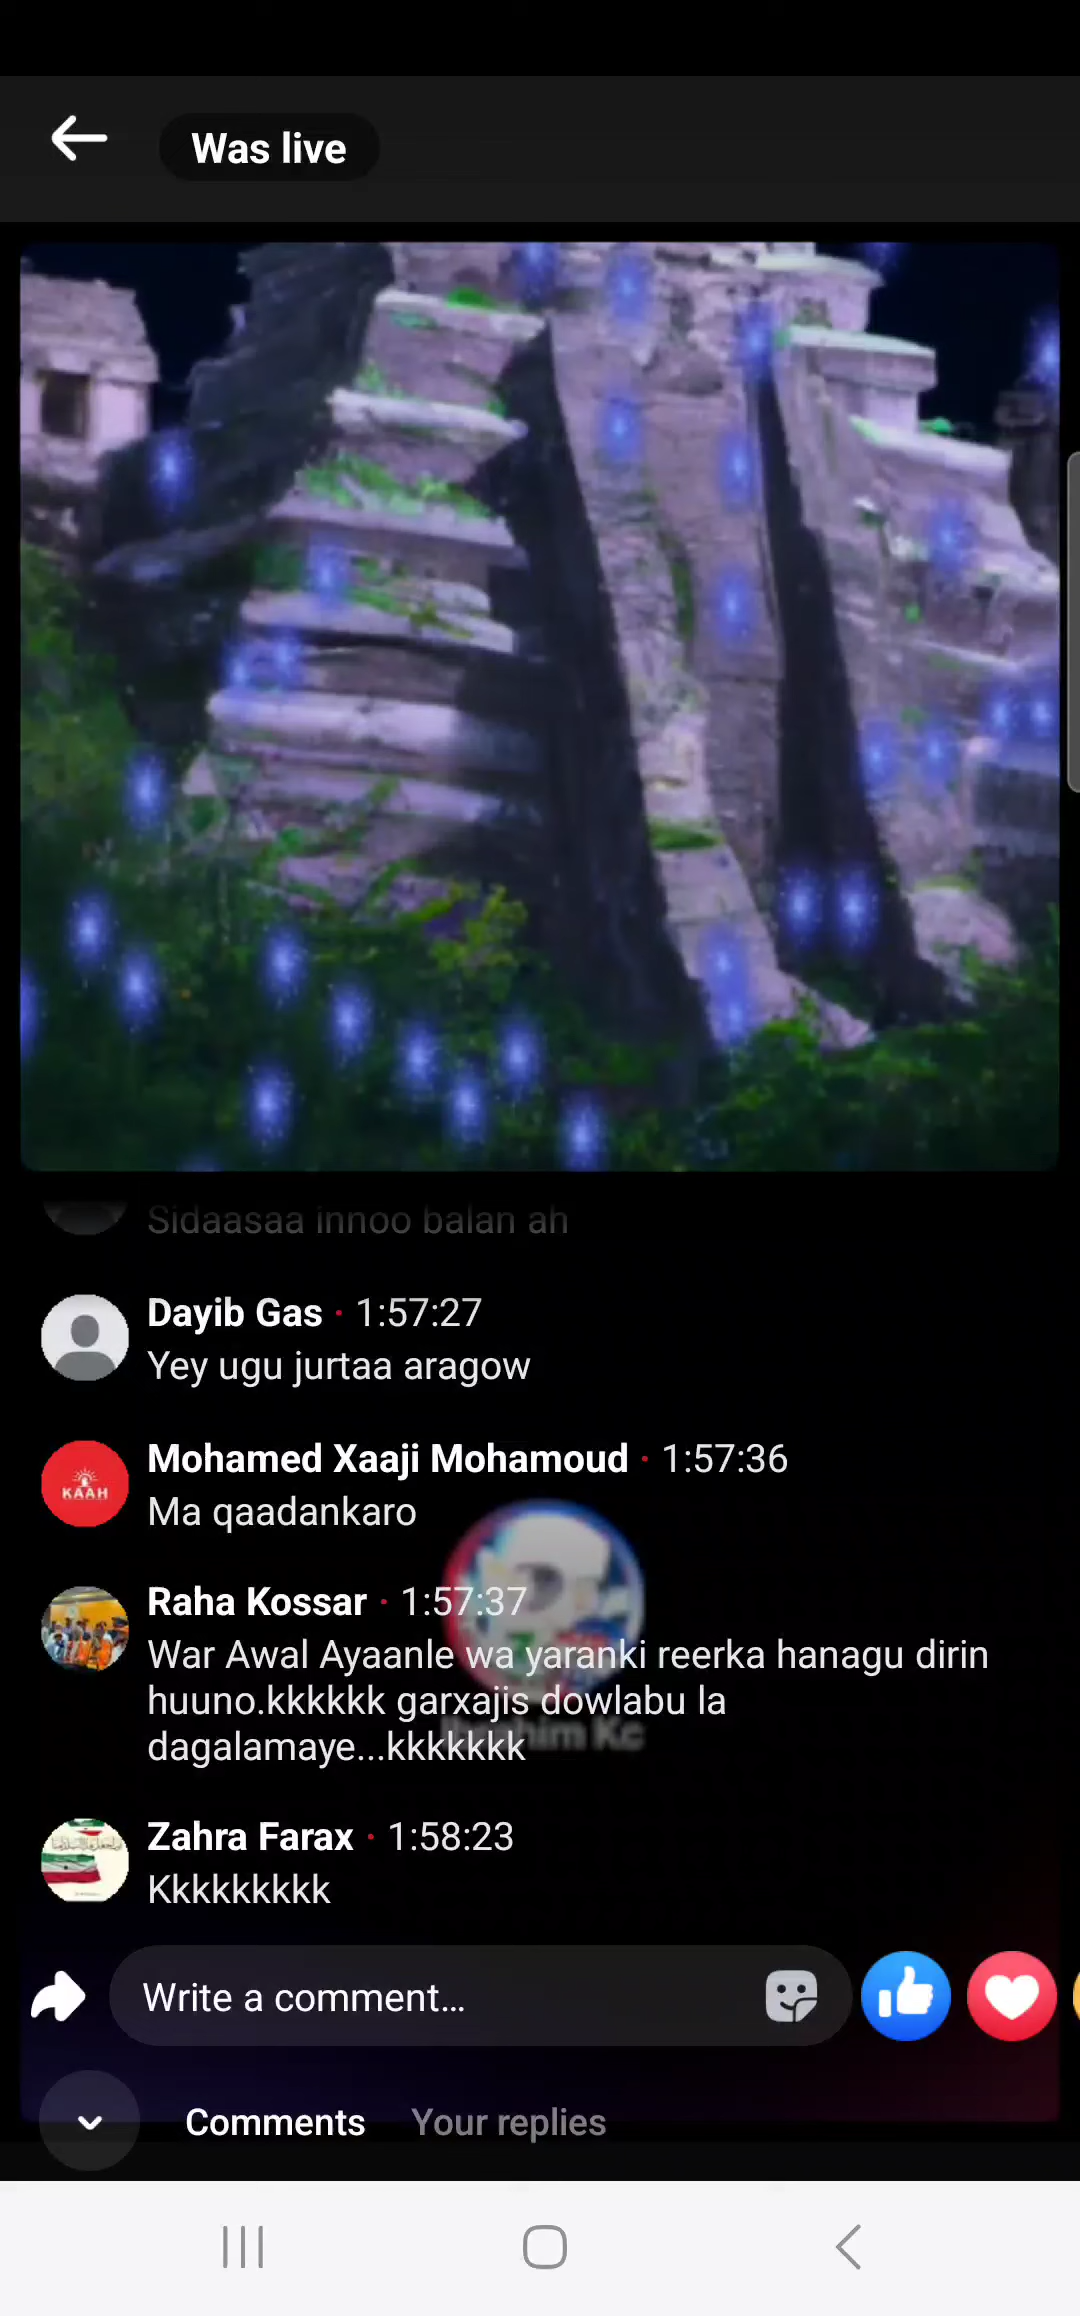 Was live
Sidaasaa innoo balan ah
Dayib Gas · 1:57:27
Yey ugu jurtaa aragow
KAAH
Mohamed Xaaji Mohamoud · 1:57:36
Ma qaadankaro
Raha Kossar · 1:57:37
War Awal Ayaanle wa yaranki reerka hanagu dirin
huuno.kkkkkk garxajis dowlabu la
dagalamaye...kkkkkkk
Zahra Farax · 1:58:23
Kkkkkkkkk
Write a comment...
Comments Your replies